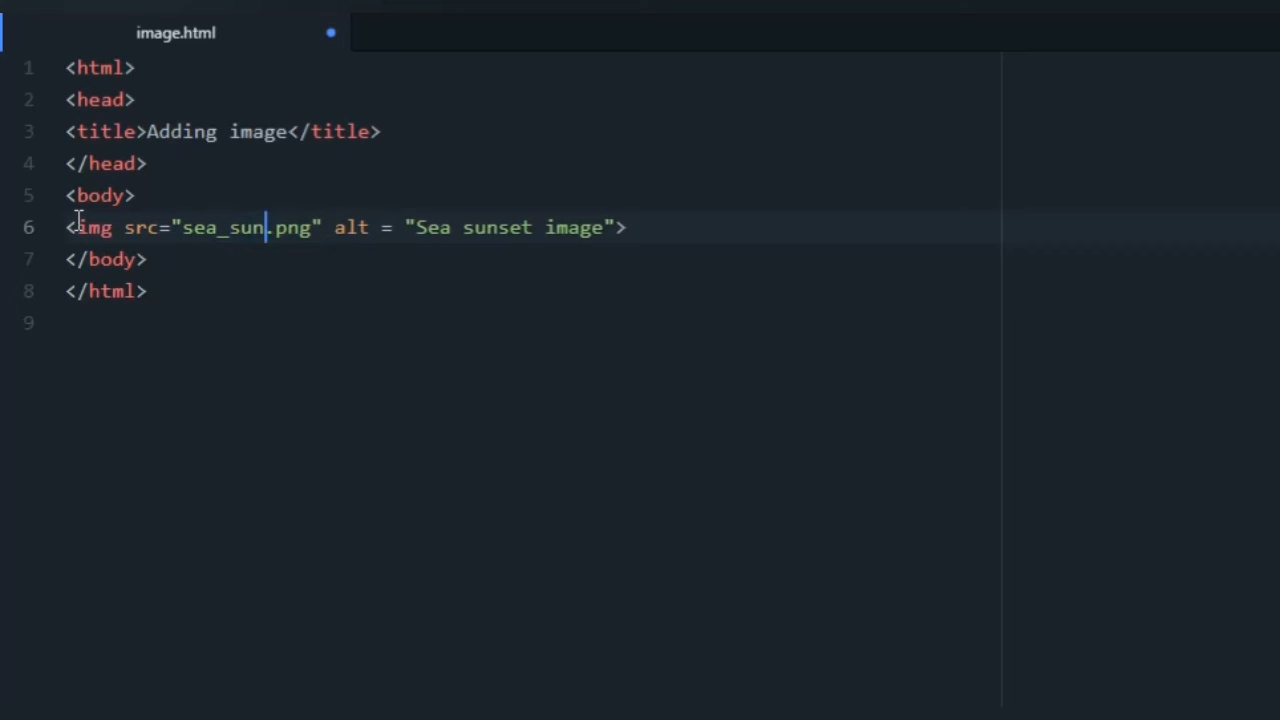 image.html
1 <html>
2 <head>
3 <title>Adding image</title>
4 </head>
5 <body>
6 <img src="sea_sun.png" alt = "Sea sunset image">
7 </body>
8 </html>
9